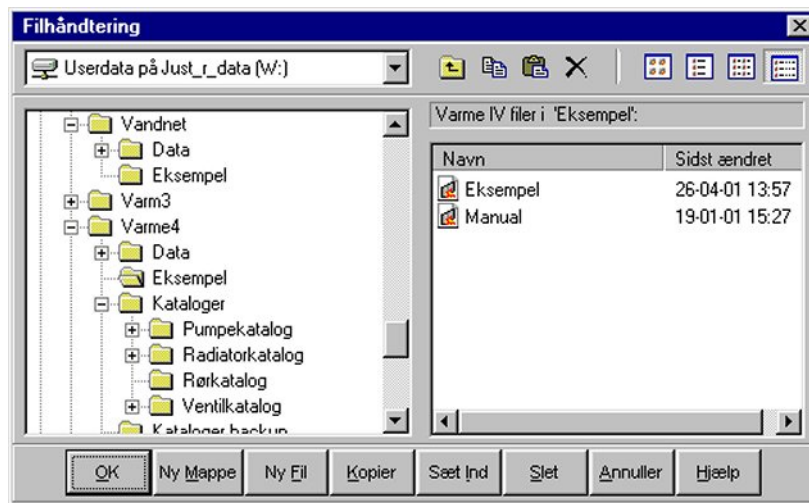 Filhåndtering
Userdata på Just_r_data (W:)
Vandnet
Data
Eksempel
Varm3
Varme4
Data
Eksempel
Kataloger
Pumpekatalog
Radiatorkatalog
Rørkatalog
Ventilkatalog
Kataloger backup
Varme IV filer i 'Eksempel':
Navn Sidst ændret
Eksempel 26-04-01 13:57
Manual 19-01-01 15:27
OK Ny Mappe Ny Fil Kopier Sæt Ind Slet Annuller Hjælp